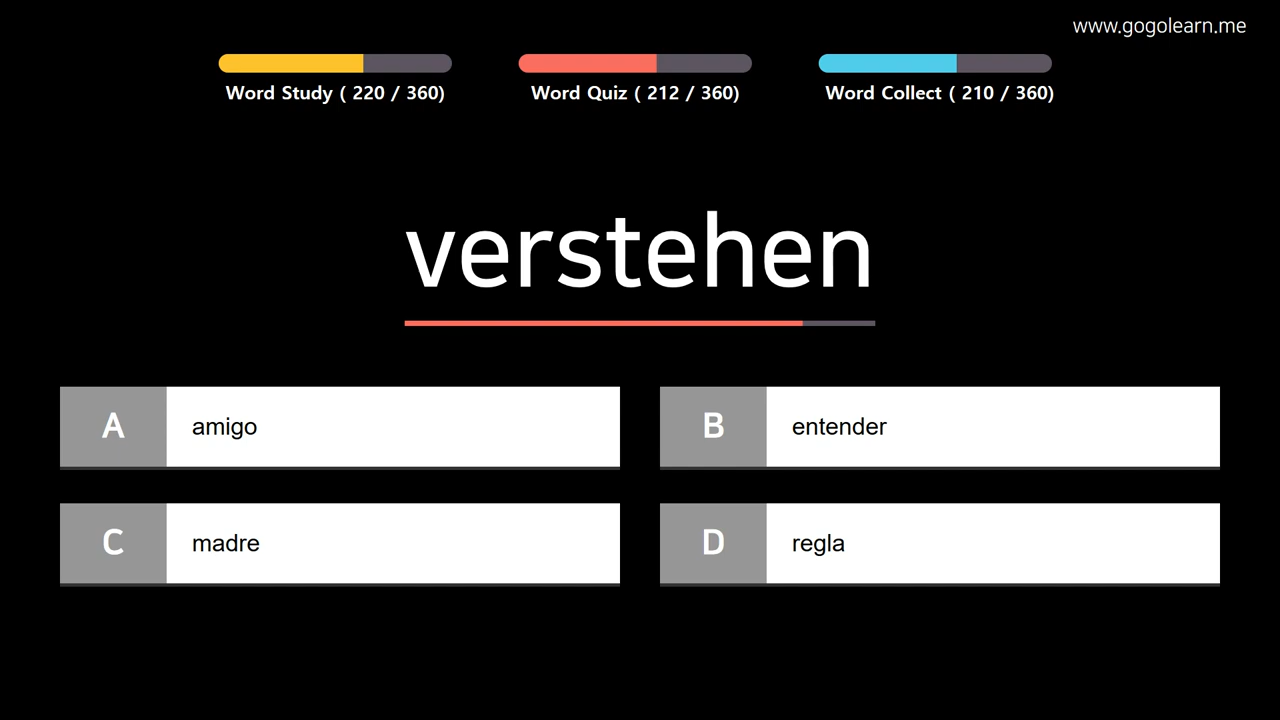 www.gogolearn.me
Word Study ( 220 / 360)
Word Quiz ( 212 / 360)
Word Collect ( 210 / 360)
verstehen
A
amigo
B
entender
C
madre
D
regla